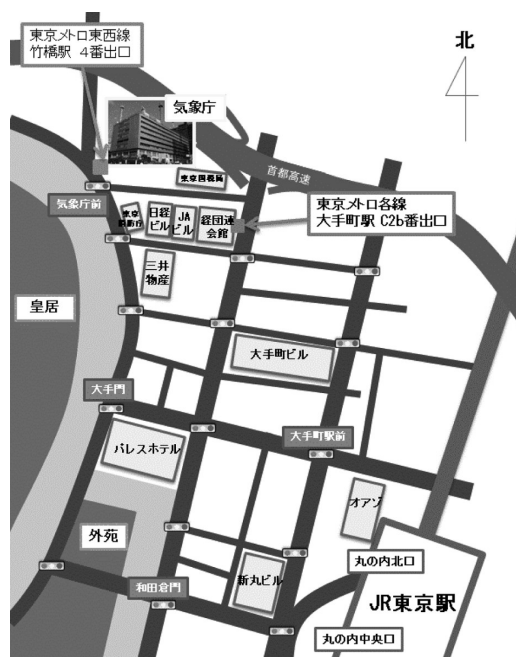 東京メトロ東西線
竹橋駅 4番出口
北
気象庁
首都高速
東京国税局
気象庁前
東京
消防庁
日経
ビル
JA
ビル
経団連
会館
東京メトロ各線
大手町駅 C2b番出口
三井
物産
皇居
大手町ビル
大手門
大手町駅前
パレスホテル
オアゾ
外苑
丸の内北口
新丸ビル
和田倉門
JR東京駅
丸の内中央口